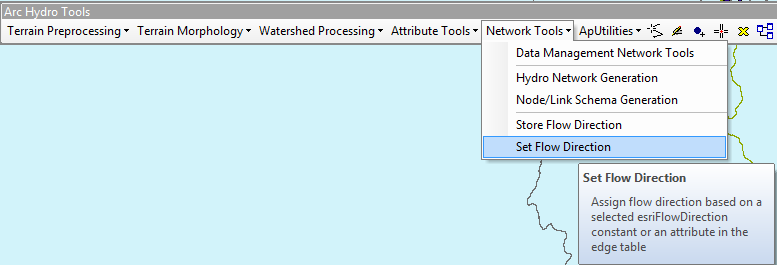 Arc Hydro Tools
Terrain Preprocessing Terrain Morphology Watershed Processing Attribute Tools Network Tools ApUtilities
Data Management Network Tools
Hydro Network Generation
Node/Link Schema Generation
Store Flow Direction
Set Flow Direction
Set Flow Direction
Assign flow direction based on a
selected esriFlowDirection
constant or an attribute in the
edge table